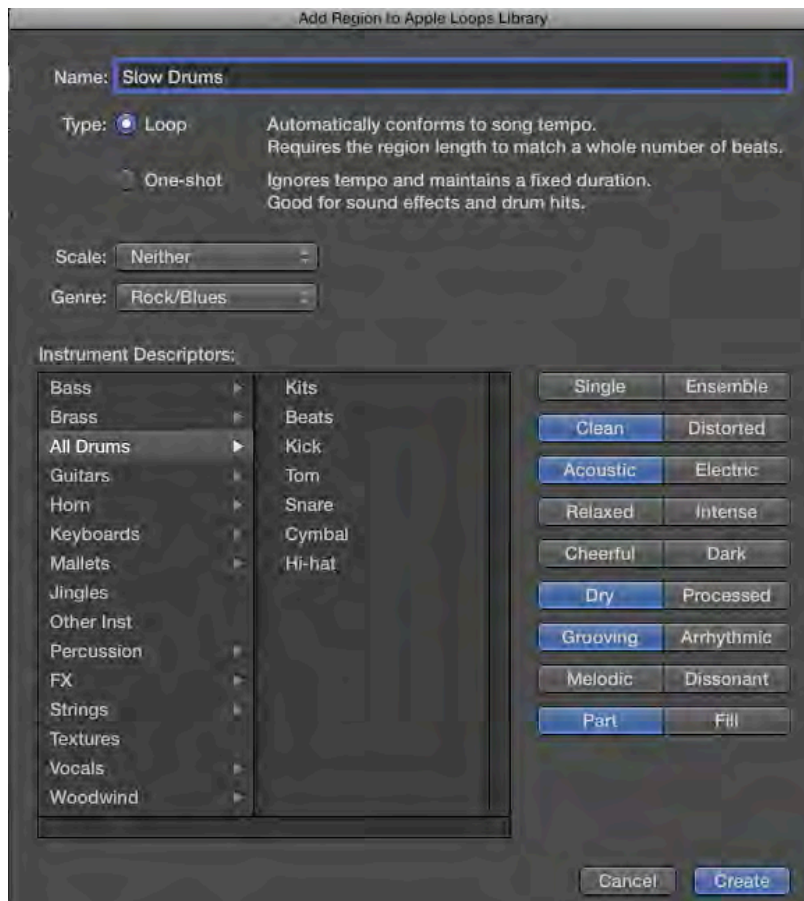 Add Region to Apple Loops Library
Name: Slow Drums
Type: Loop
Automatically conforms to song tempo.
Requires the region length to match a whole number of beats.
One-shot
Ignores tempo and maintains a fixed duration.
Good for sound effects and drum hits.
Scale: Neither
Genre: Rock/Blues
Instrument Descriptors:
Bass
Brass
All Drums
Guitars
Horn
Keyboards
Mallets
Jingles
Other Inst
Percussion
FX
Strings
Textures
Vocals
Woodwind
Kits
Beats
Kick
Tom
Snare
Cymbal
Hi-hat
Single Ensemble
Clean Distorted
Acoustic Electric
Relaxed Intense
Cheerful Dark
Dry Processed
Grooving Arrhythmic
Melodic Dissonant
Part Fill
Cancel Create